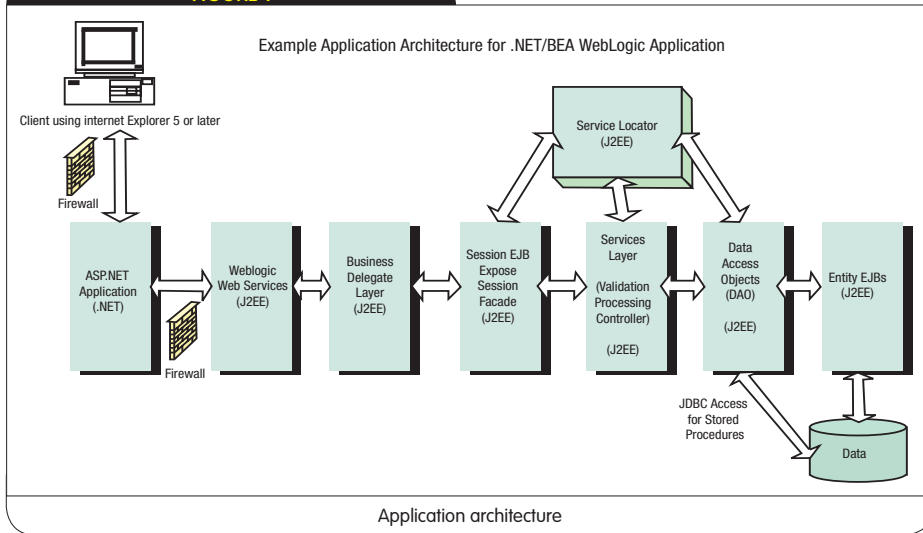 Example Application Architecture for .NET/BEA WebLogic Application
Client using internet Explorer 5 or later
Firewall
Service Locator
(J2EE)
ASP.NET
Application
(.NET)
Firewall
Weblogic
Web Services
(J2EE)
Business
Delegate
Layer
(J2EE)
Session EJB
Expose
Session
Facade
(J2EE)
Services
Layer
(Validation
Processing
Controller)
(J2EE)
Data
Access
Objects
(DAO)
(J2EE)
Entity EJBs
(J2EE)
JDBC Access
for Stored
Procedures
Data
Application architecture